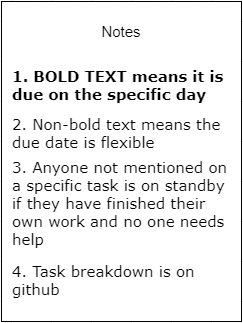 Notes
1. BOLD TEXT means it is
due on the specific day
2. Non-bold text means the
due date is flexible
3. Anyone not mentioned on
a specific task is on standby
if they have finished their
own work and no one needs
help
4. Task breakdown is on
github